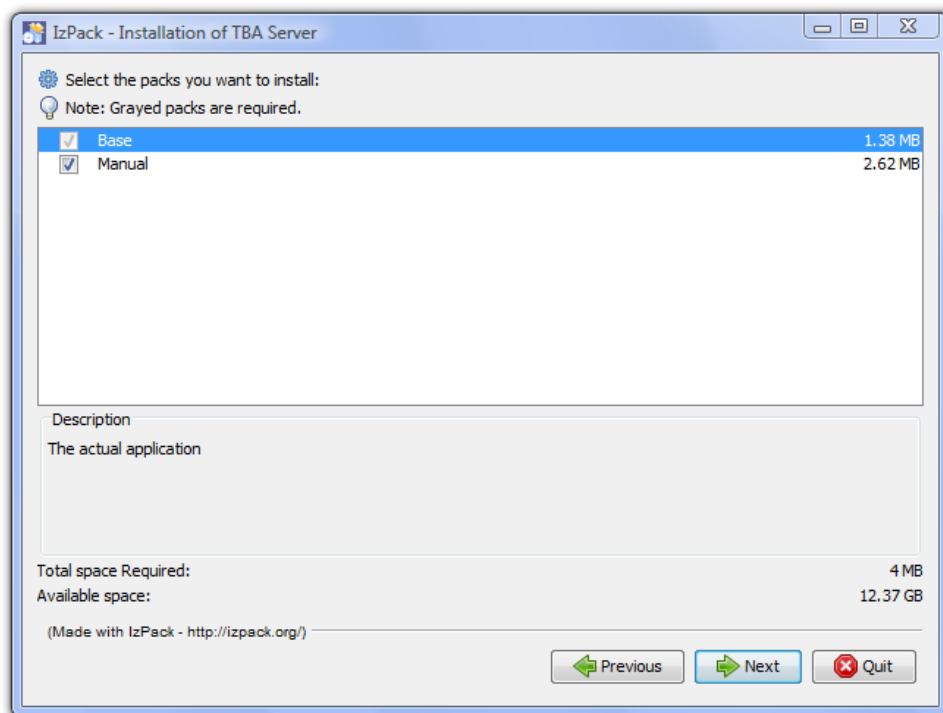 IzPack - Installation of TBA Server
Select the packs you want to install:
Note: Grayed packs are required.
Base 1.38 MB
Manual 2.62 MB
Description
The actual application
Total space Required: 4 MB
Available space: 12.37 GB
(Made with IzPack - http://izpack.org/)
Previous Next Quit